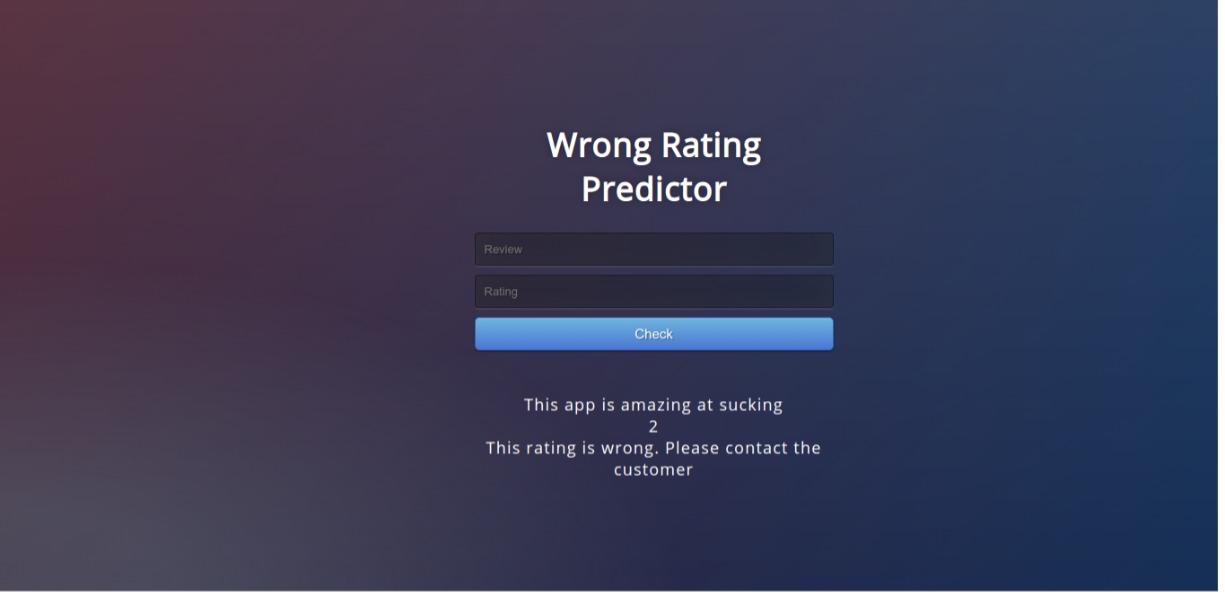 Wrong Rating
Predictor
Review
Rating
Check
This app is amazing at sucking
2
This rating is wrong. Please contact the
customer